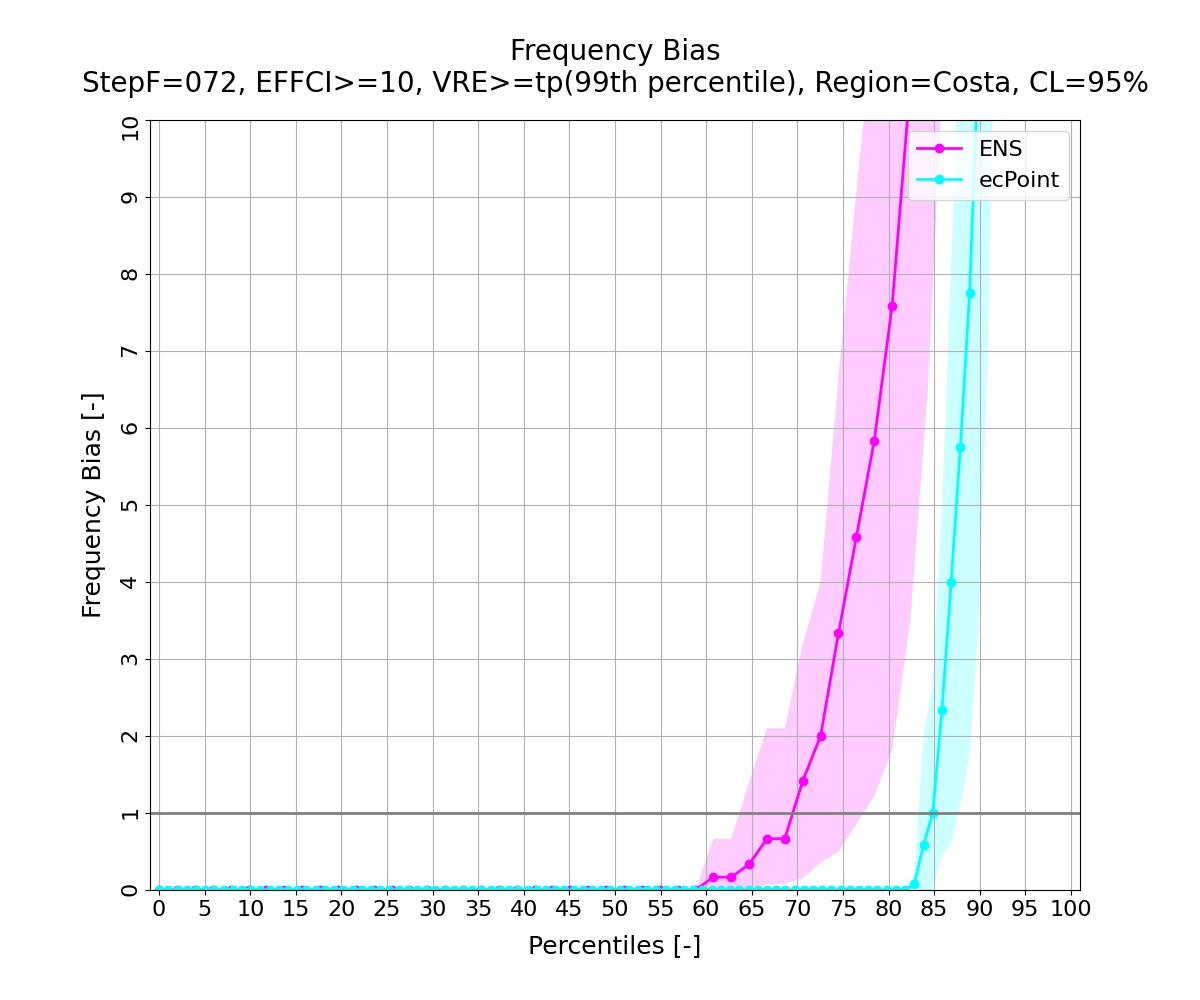 Frequency Bias
StepF=072, EFFCI>=10, VRE>=tp(99th percentile), Region=Costa, CL=95%
ENS
ecPoint
Frequency Bias [-]
10
9
8
7
6
5
4
3
2
1
0
0 5 10 15 20 25 30 35 40 45 50 55 60 65 70 75 80 85 90 95 100
Percentiles [-]